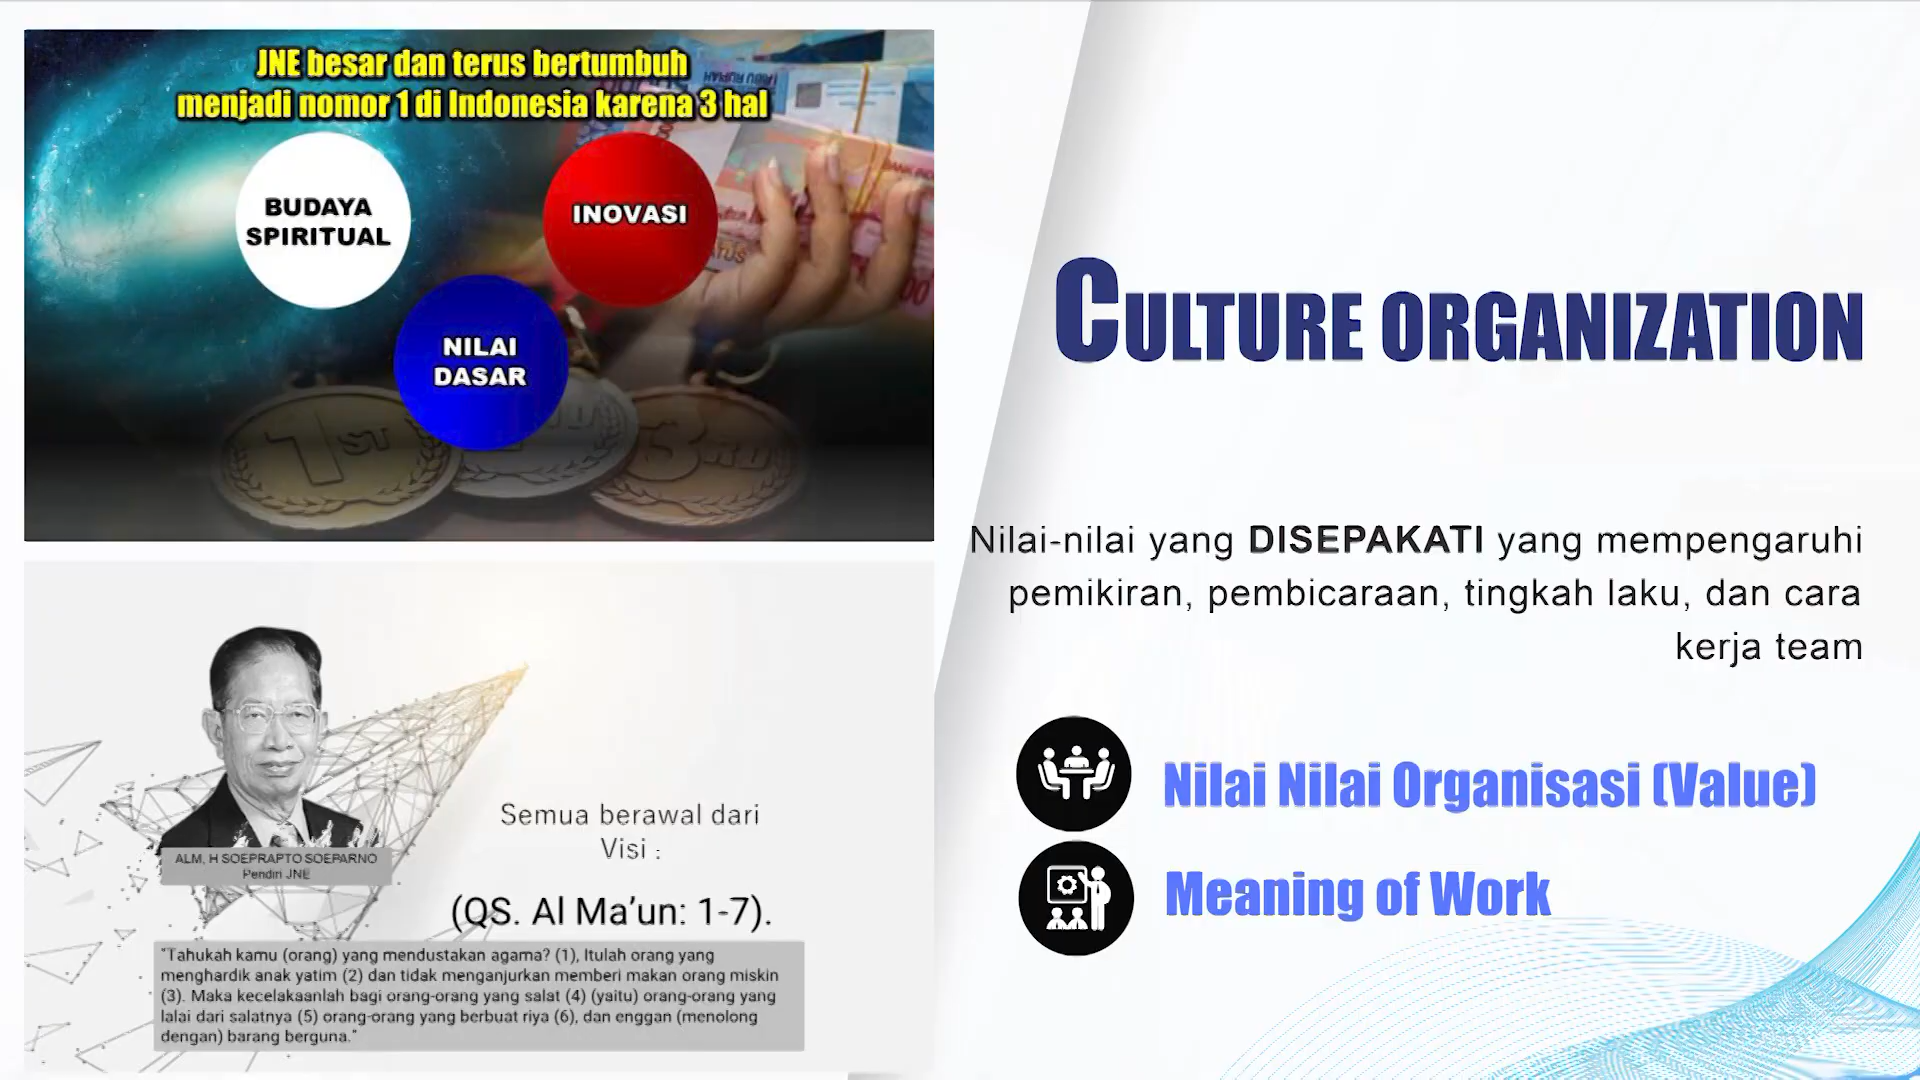 JNE besar dan terus bertumbuh
menjadi nomor 1 di Indonesia karena 3 hal
BUDAYA
SPIRITUAL
INOVASI
NILAI
DASAR
1ST
3RD
CULTURE ORGANIZATION
Nilai-nilai yang DISEPAKATI yang mempengaruhi
pemikiran, pembicaraan, tingkah laku, dan cara
kerja team
Nilai Nilai Organisasi (Value)
Meaning of Work
ALM, H SOEPRAPTO SOEPARNO
Pendiri JNE
Semua berawal dari
Visi :
(QS. Al Ma’un: 1-7).
“Tahukah kamu (orang) yang mendustakan agama? (1), Itulah orang yang
menghardik anak yatim (2) dan tidak menganjurkan memberi makan orang miskin
(3). Maka kecelakaanlah bagi orang-orang yang salat (4) (yaitu) orang-orang yang
lalai dari salatnya (5) orang-orang yang berbuat riya (6), dan enggan (menolong
dengan) barang berguna.”